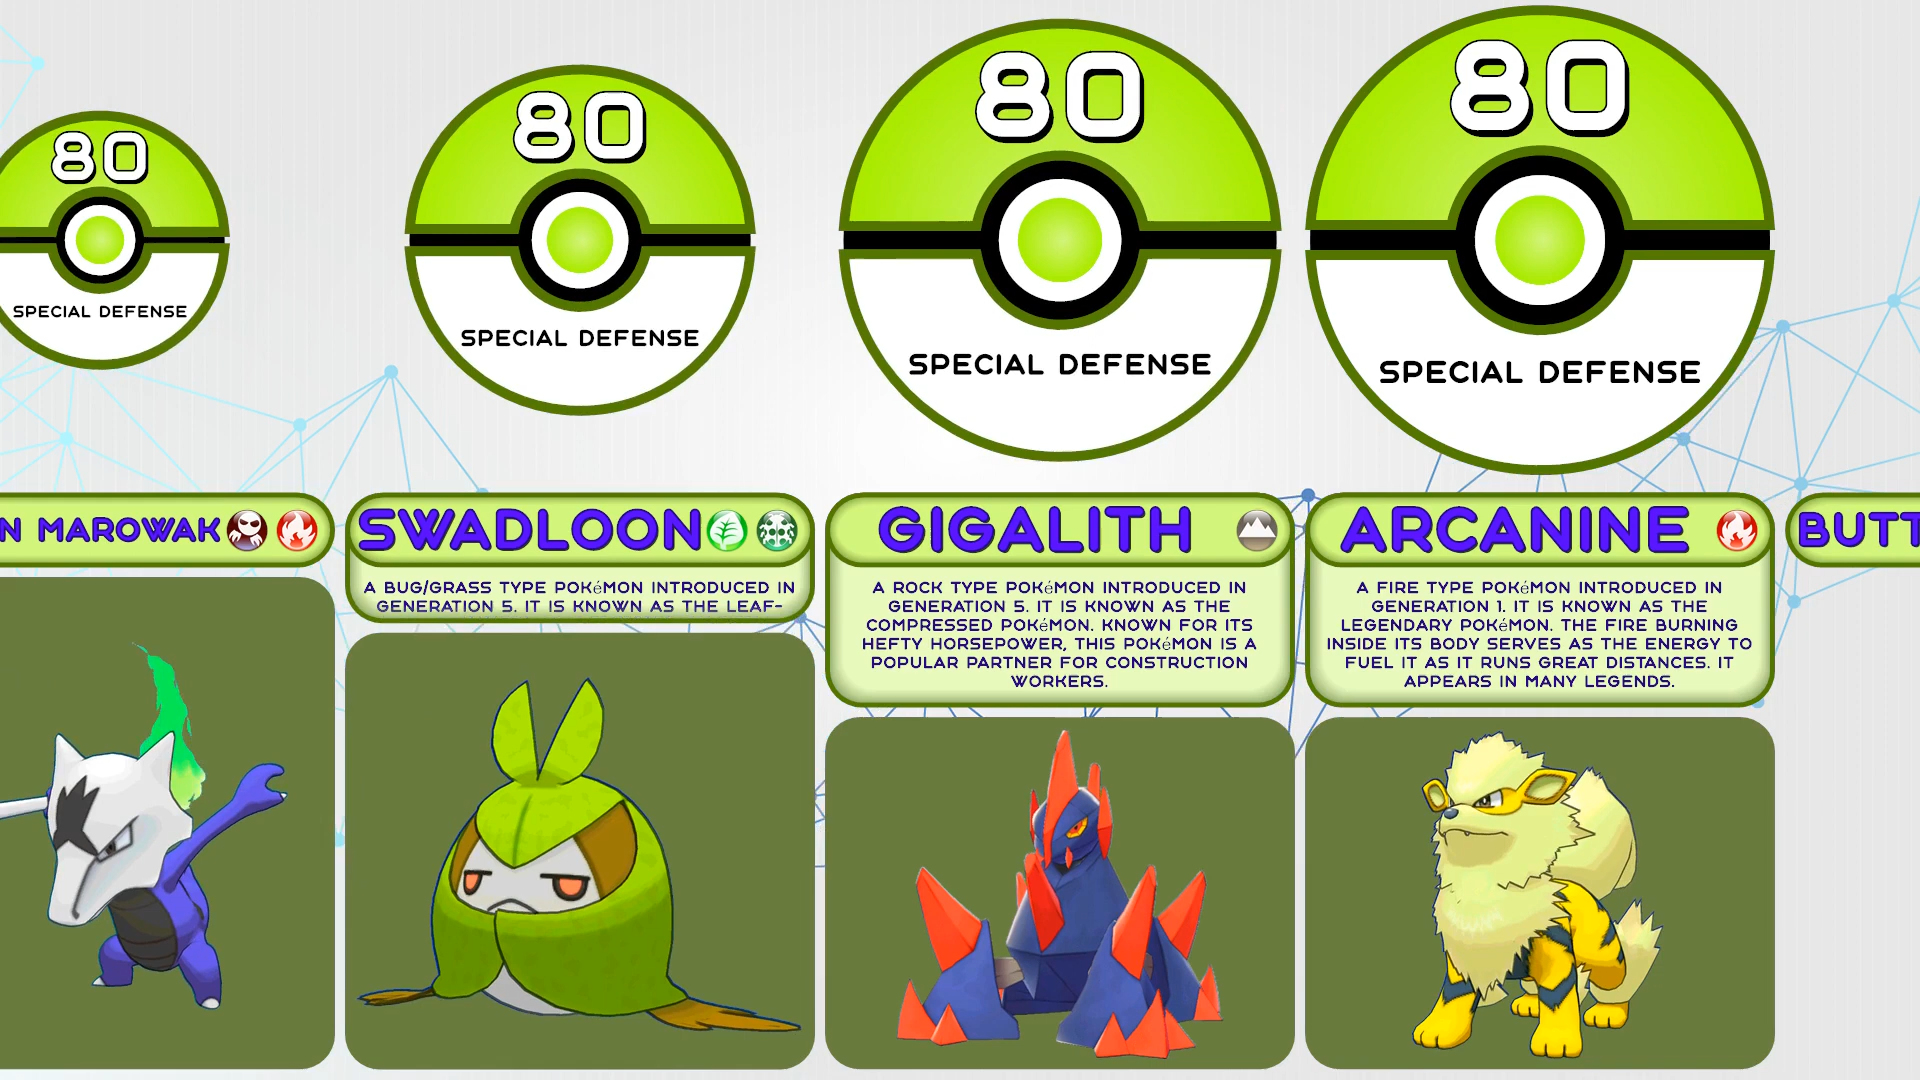 80
SPECIAL DEFENSE
N MAROWAK
80
SPECIAL DEFENSE
SWADLOON
A BUG/GRASS TYPE POKéMON INTRODUCED IN
GENERATION 5. IT IS KNOWN AS THE LEAF-
80
SPECIAL DEFENSE
GIGALITH
A ROCK TYPE POKéMON INTRODUCED IN
GENERATION 5. IT IS KNOWN AS THE
COMPRESSED POKéMON. KNOWN FOR ITS
HEFTY HORSEPOWER, THIS POKéMON IS A
POPULAR PARTNER FOR CONSTRUCTION
WORKERS.
80
SPECIAL DEFENSE
ARCANINE
A FIRE TYPE POKéMON INTRODUCED IN
GENERATION 1. IT IS KNOWN AS THE
LEGENDARY POKéMON. THE FIRE BURNING
INSIDE ITS BODY SERVES AS THE ENERGY TO
FUEL IT AS IT RUNS GREAT DISTANCES. IT
APPEARS IN MANY LEGENDS.
BUTT